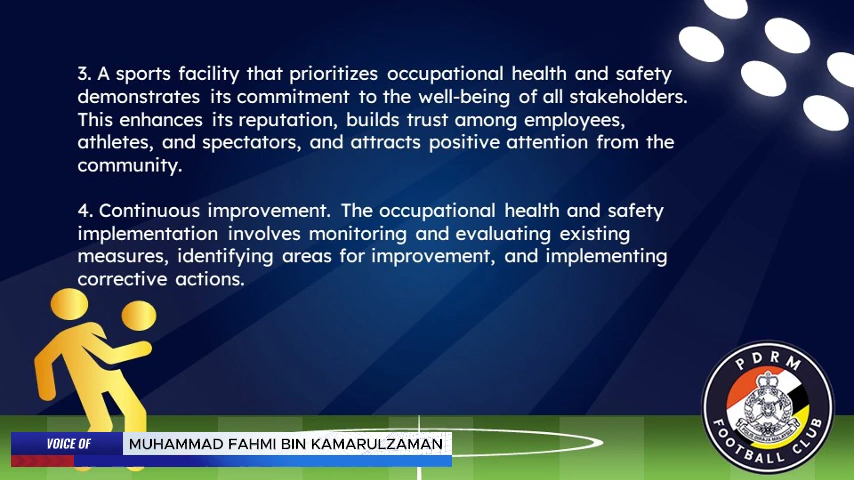 3. A sports facility that prioritizes occupational health and safety
demonstrates its commitment to the well-being of all stakeholders.
This enhances its reputation, builds trust among employees,
athletes, and spectators, and attracts positive attention from the
community.
4. Continuous improvement. The occupational health and safety
implementation involves monitoring and evaluating existing
measures, identifying areas for improvement, and implementing
corrective actions.
PDRM
FOOTBALL CLUB
VOICE OF
MUHAMMAD FAHMI BIN KAMARULZAMAN